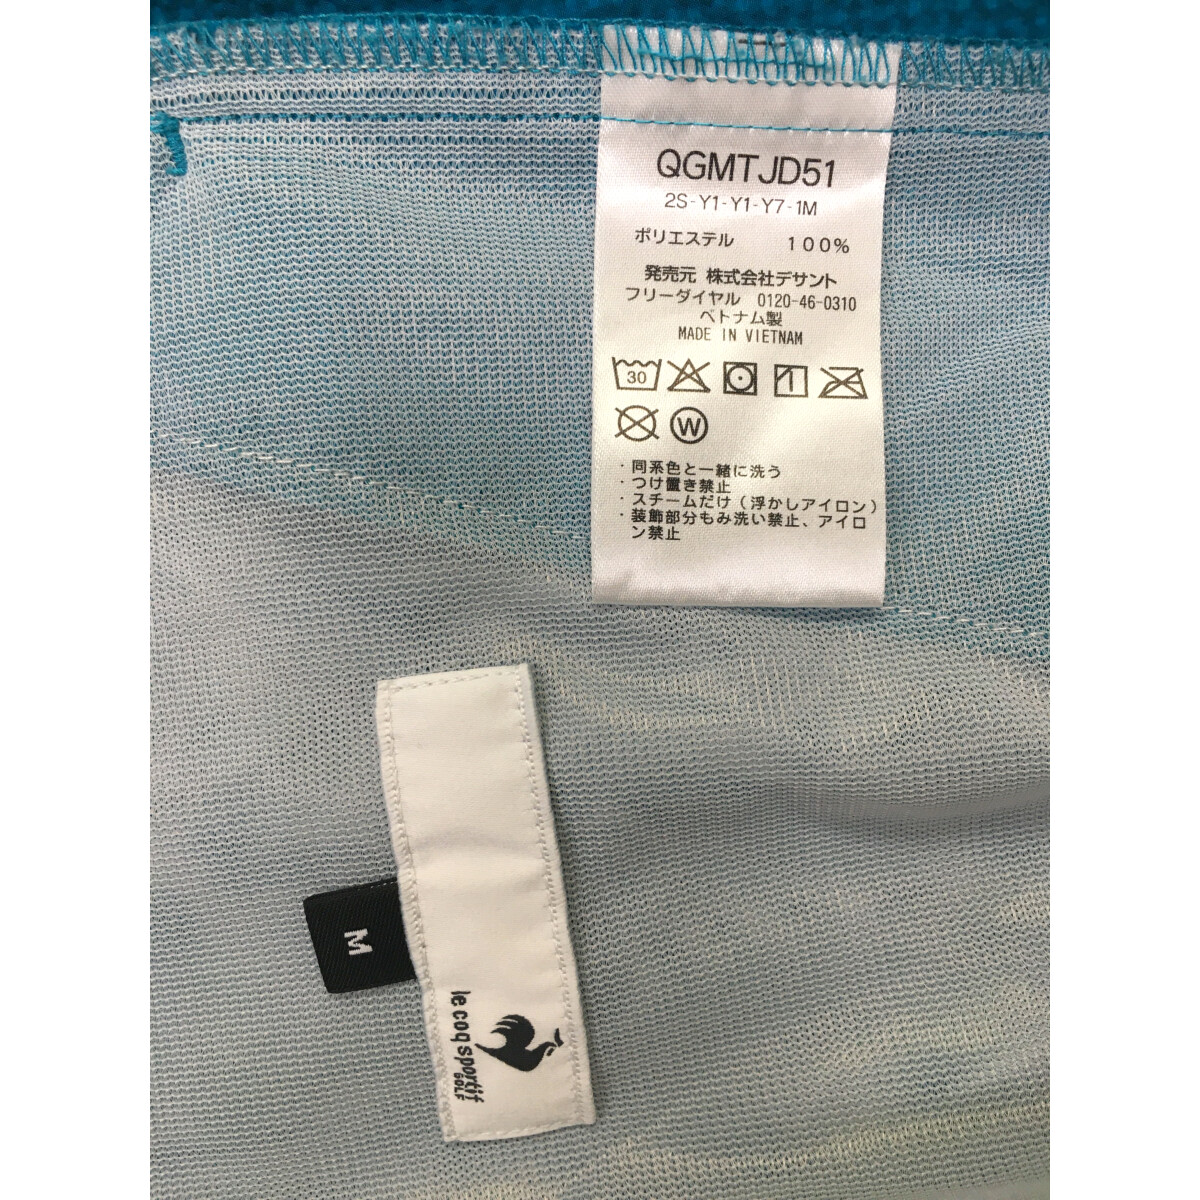 QGMTJD51
2S-Y1-Y1-Y7-1M
ポリエステル 100%
発売元 株式会社デサント
フリーダイヤル 0120-46-0310
ベトナム製
MADE IN VIETNAM
30
W
・同系色と一緒に洗う
・つけ置き禁止
・スチームだけ(浮かしアイロン)
・装飾部分もみ洗い禁止、アイロ
ン禁止
M
le coq sportif
GOLF